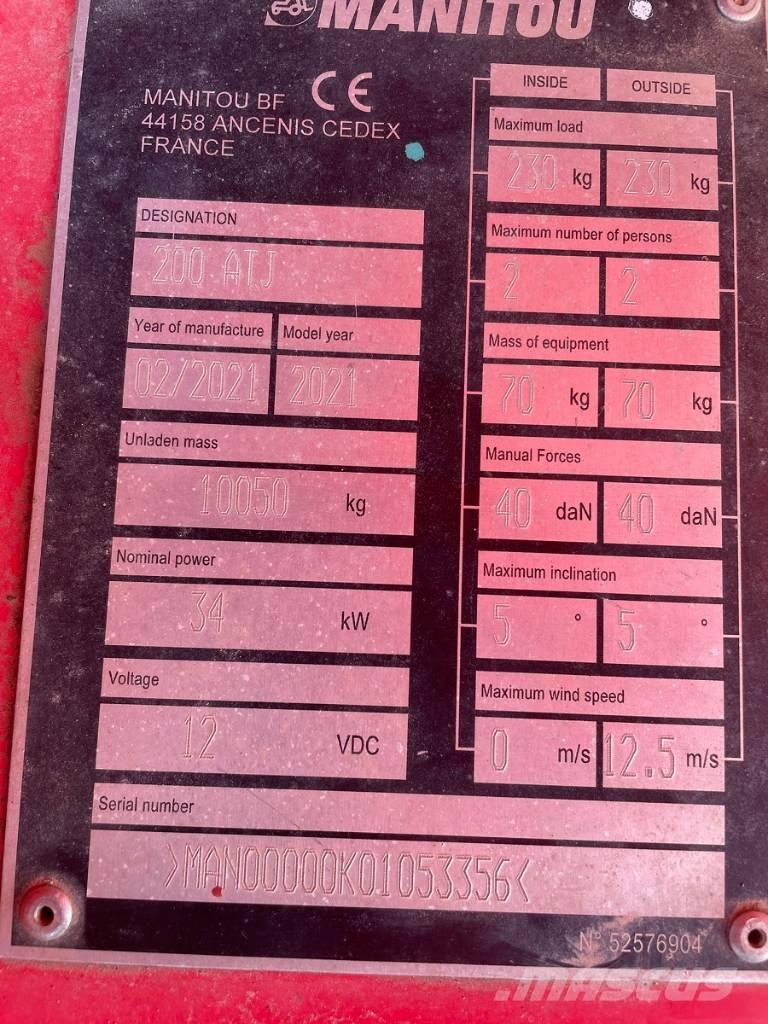 MANITOU
MANITOU BF CE
44158 ANCENIS CEDEX
FRANCE
DESIGNATION
200 ATJ
Year of manufacture Model year
02/2021 2021
Unladen mass
10050 kg
Nominal power
34 kW
Voltage
12 VDC
INSIDE OUTSIDE
Maximum load
230 kg 230 kg
Maximum number of persons
2 2
Mass of equipment
70 kg 70 kg
Manual Forces
40 daN 40 daN
Maximum inclination
5 ° 5 °
Maximum wind speed
0 m/s 12.5 m/s
Serial number
>MAN00000K01053356<
N° 52576904
MASCUS